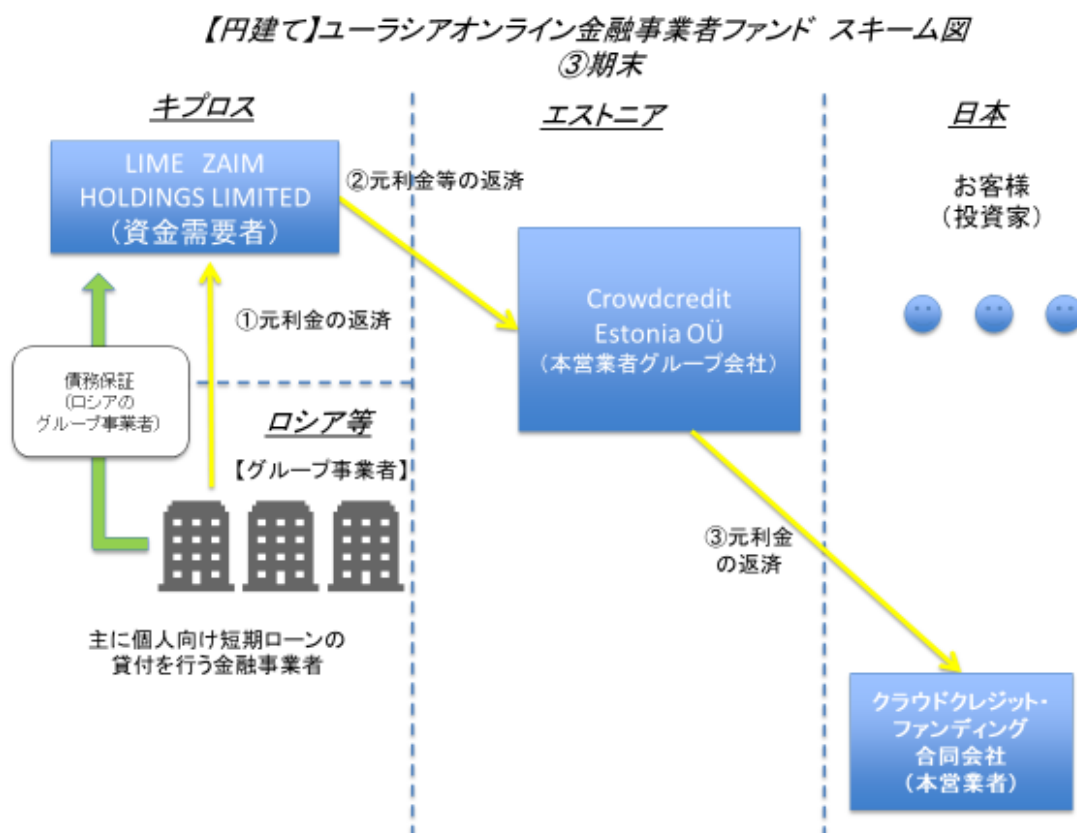 【円建て】ユーラシアオンライン金融事業者ファンド スキーム図
③期末
キプロス
LIME ZAIM
HOLDINGS LIMITED
（資金需要者）
②元利金等の返済
①元利金の返済
債務保証
(ロシアの
グループ事業者)
ロシア等
【グループ事業者】
主に個人向け短期ローンの
貸付を行う金融事業者
エストニア
Crowdcredit
Estonia OÜ
（本営業者グループ会社）
③元利金
の返済
日本
お客様
（投資家）
クラウドクレジット・
ファンディング
合同会社
（本営業者）